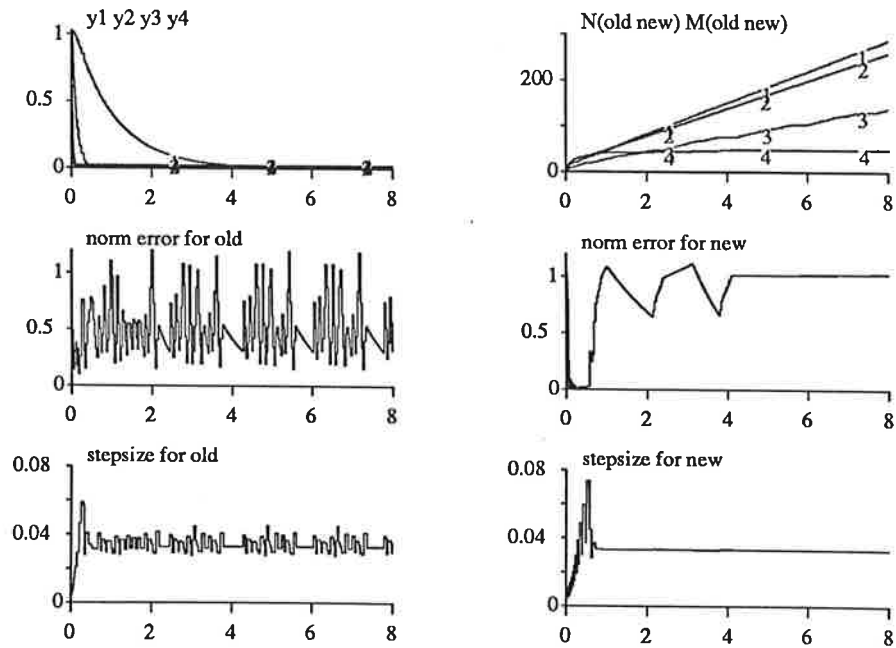 y1 y2 y3 y4
1
0.5
0
0 2 4 6 8
N(old new) M(old new)
200
0
1 1 1
2 2 2
3 3 3
4 4 4
0 2 4 6 8
norm error for old
1
0.5
0
0 2 4 6 8
norm error for new
1
0.5
0
0 2 4 6 8
stepsize for old
0.08
0.04
0
0 2 4 6 8
stepsize for new
0.08
0.04
0
0 2 4 6 8